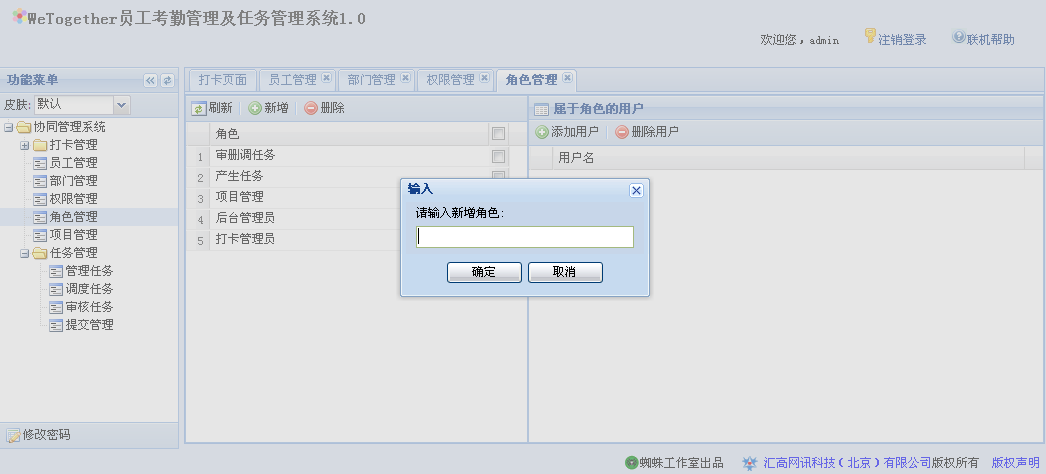 WeTogether员工考勤管理及任务管理系统1.0
欢迎您，admin
注销登录
联机帮助
功能菜单
皮肤: 默认
协同管理系统
打卡管理
员工管理
部门管理
权限管理
角色管理
项目管理
任务管理
管理任务
调度任务
审核任务
提交管理
修改密码
打卡页面 员工管理 部门管理 权限管理 角色管理
刷新 新增 删除
角色
1 审册调任务
2 产生任务
3 项目管理
4 后台管理员
5 打卡管理员
属于角色的用户
添加用户 删除用户
用户名
输入
请输入新增角色:
确定 取消
蜘蛛工作室出品 汇高网讯科技（北京）有限公司版权所有 版权声明